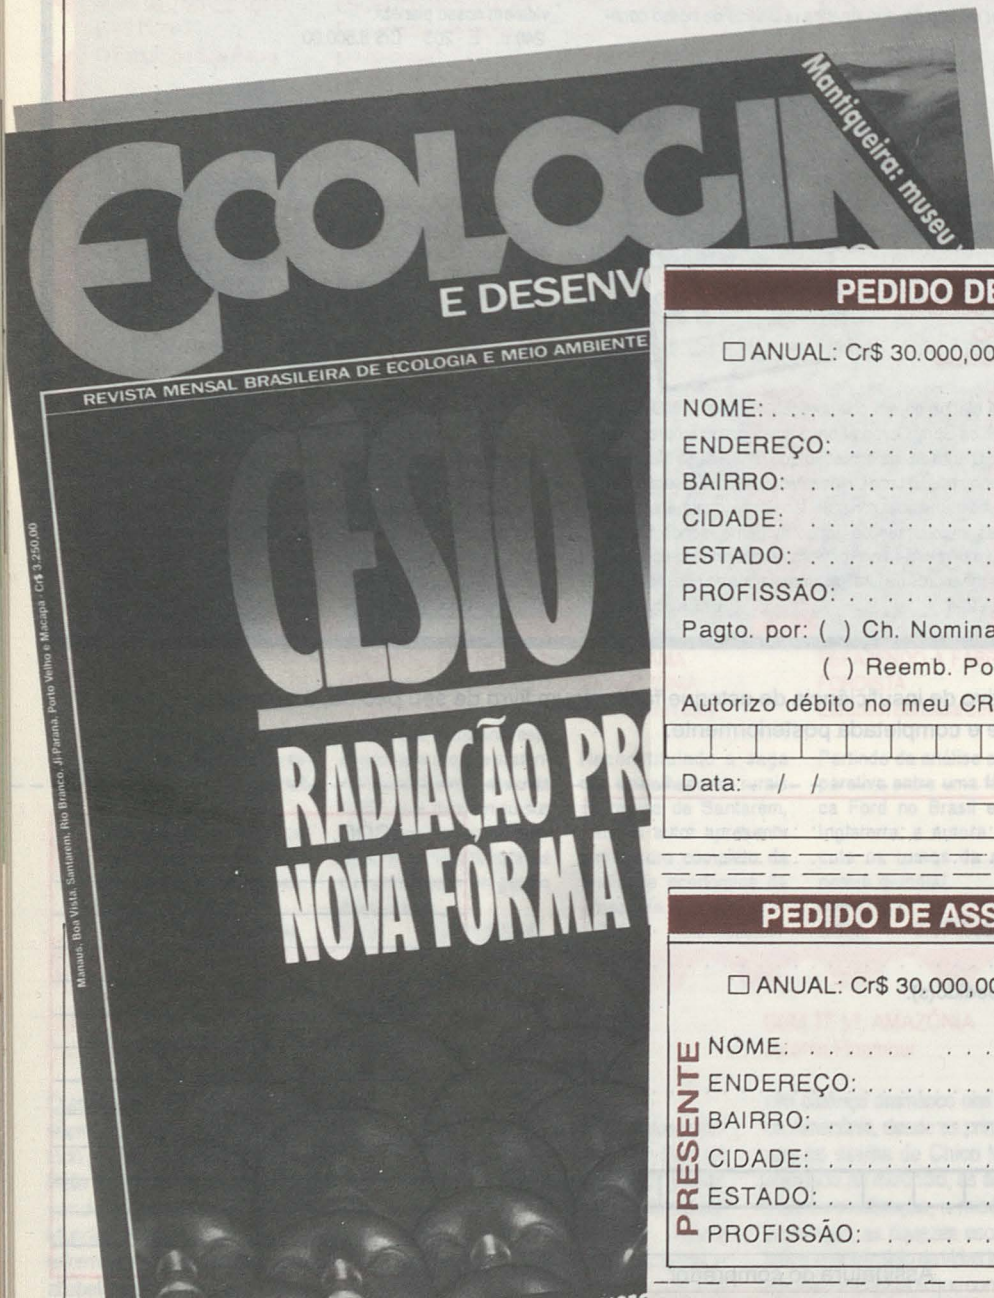 Mantiqueira: museu
ECOLOGIA
E DESENV
REVISTA MENSAL BRASILEIRA DE ECOLOGIA E MEIO AMBIENTE
CÉSIO
RADIAÇÃO PR
NOVA FORMA
Manaus, Boa Vista, Santarem, Rio Branco, Ji Parana, Porto Velho e Macapa - Cr$ 3.250,00
PEDIDO DE
☐ ANUAL: Cr$ 30.000,00
NOME:
ENDEREÇO:
BAIRRO:
CIDADE:
ESTADO:
PROFISSÃO:
Pagto. por: ( ) Ch. Nomina
( ) Reemb. Po
Autorizo débito no meu CR
Data: / /
PEDIDO DE ASS
☐ ANUAL: Cr$ 30.000,00
PRESENTE
NOME:
ENDEREÇO:
BAIRRO:
CIDADE:
ESTADO:
PROFISSÃO: